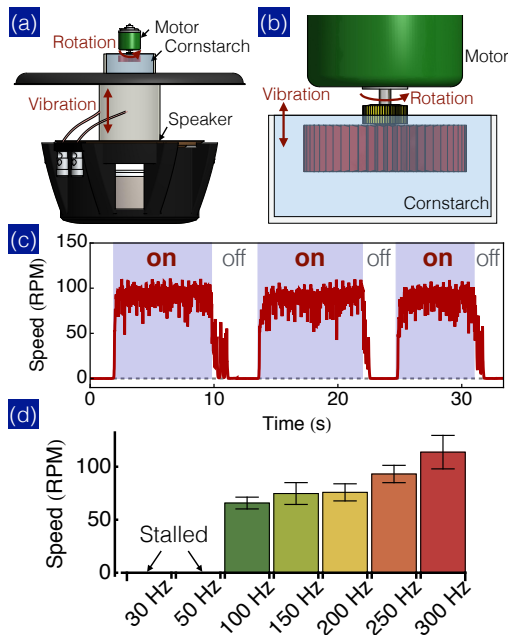 (a)
Motor
Rotation
Cornstarch
Vibration
Speaker
(b)
Motor
Vibration
Rotation
Cornstarch
(c)
150
100
50
0
Speed (RPM)
on
off
on
off
on
off
0
10
20
30
Time (s)
(d)
100
50
0
Speed (RPM)
Stalled
30 Hz
50 Hz
100 Hz
150 Hz
200 Hz
250 Hz
300 Hz